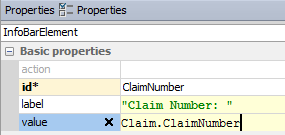 Properties Properties
InfoBarElement
Basic properties
action
id* ClaimNumber
label "Claim Number: "
value Claim.ClaimNumber